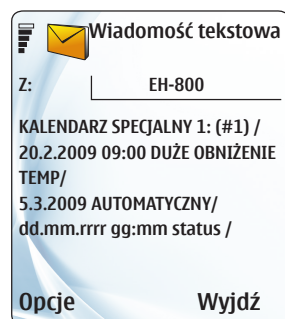 Wiadomość tekstowa
Z: EH-800
KALENDARZ SPECJALNY 1: (#1) /
20.2.2009 09:00 DUŻE OBNIŻENIE
TEMP/
5.3.2009 AUTOMATYCZNY/
dd.mm.rrrr gg:mm status /
Opcje Wyjdź